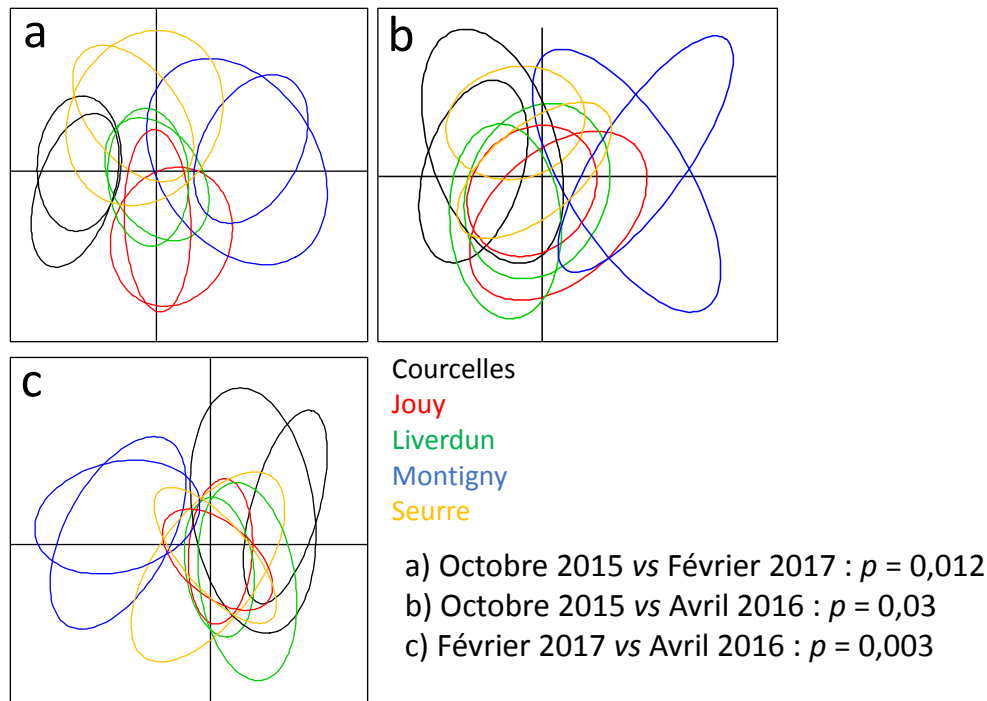 a
b
c
Courcelles
Jouy
Liverdun
Montigny
Seurre
a) Octobre 2015 vs Février 2017 : p = 0,012
b) Octobre 2015 vs Avril 2016 : p = 0,03
c) Février 2017 vs Avril 2016 : p = 0,003